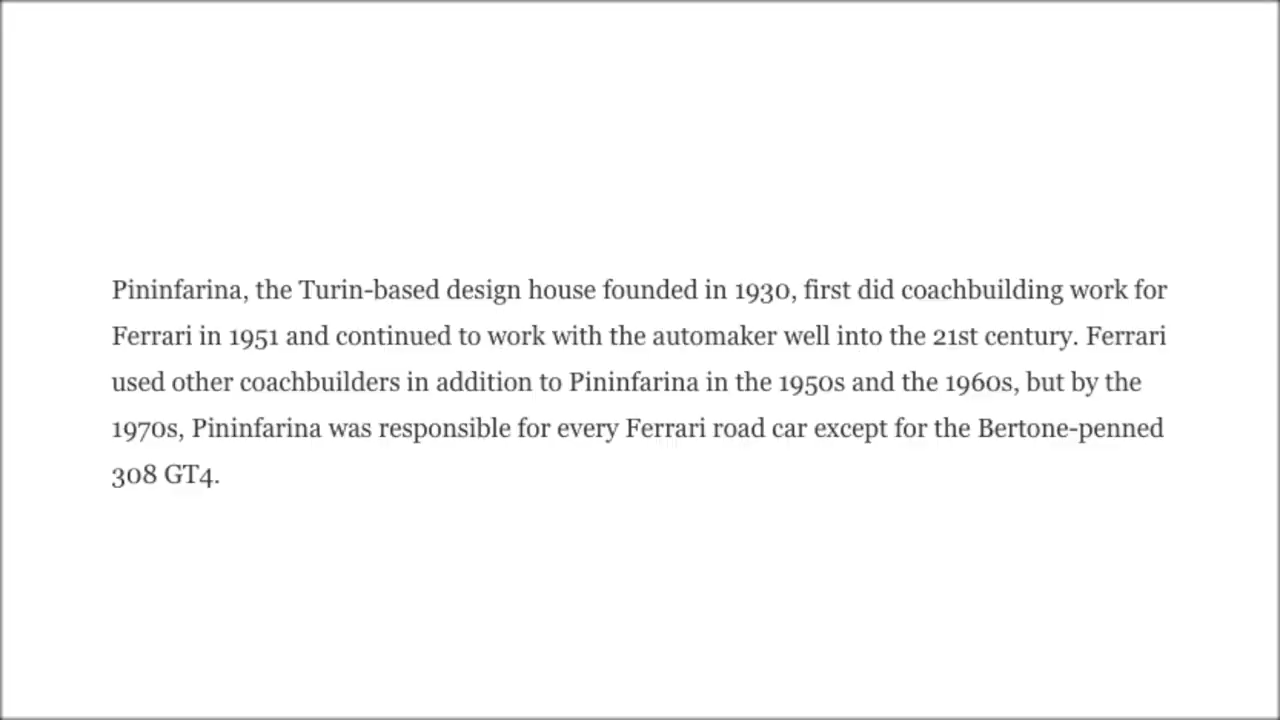 Pininfarina, the Turin-based design house founded in 1930, first did coachbuilding work for
Ferrari in 1951 and continued to work with the automaker well into the 21st century. Ferrari
used other coachbuilders in addition to Pininfarina in the 1950s and the 1960s, but by the
1970s, Pininfarina was responsible for every Ferrari road car except for the Bertone-penned
308 GT4.